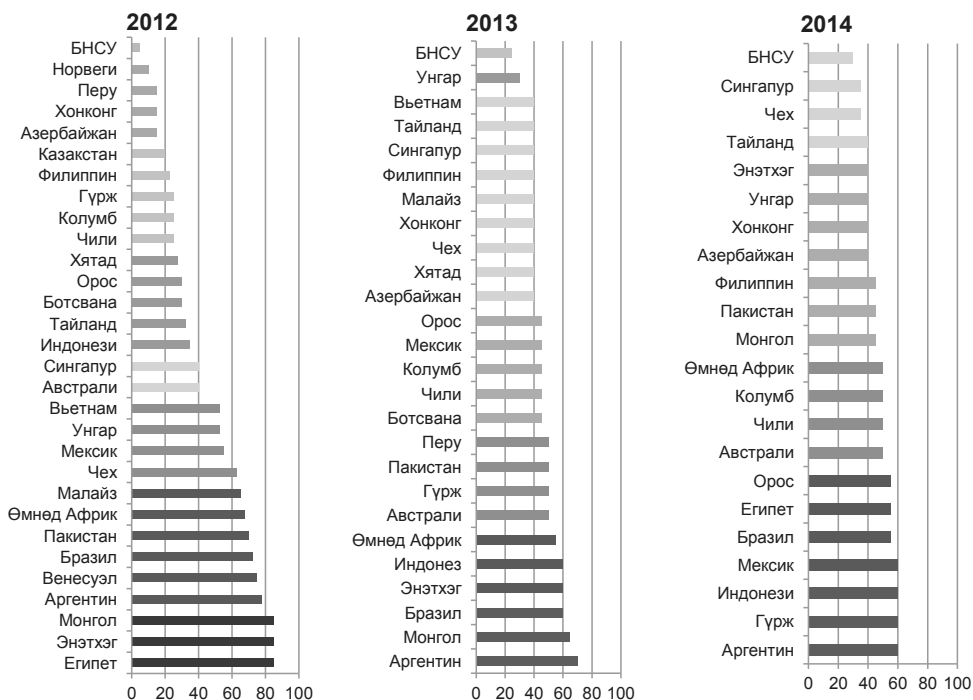 2012
БНСУ
Норвеги
Перу
Хонконг
Азербайжан
Казакстан
Филиппин
Гүрж
Колумб
Чили
Хятад
Орос
Ботсвана
Тайланд
Индонези
Сингапур
Австрали
Вьетнам
Унгар
Мексик
Чех
Малайз
Өмнөд Африк
Пакистан
Бразил
Венесуэл
Аргентин
Монгол
Энэтхэг
Египет
0 20 40 60 80 100
2013
БНСУ
Унгар
Вьетнам
Тайланд
Сингапур
Филиппин
Малайз
Хонконг
Чех
Хятад
Азербайжан
Орос
Мексик
Колумб
Чили
Ботсвана
Перу
Пакистан
Гүрж
Австрали
Өмнөд Африк
Индонез
Энэтхэг
Бразил
Монгол
Аргентин
0 20 40 60 80 100
2014
БНСУ
Сингапур
Чех
Тайланд
Энэтхэг
Унгар
Хонконг
Азербайжан
Филиппин
Пакистан
Монгол
Өмнөд Африк
Колумб
Чили
Австрали
Орос
Египет
Бразил
Мексик
Индонези
Гүрж
Аргентин
0 20 40 60 80 100